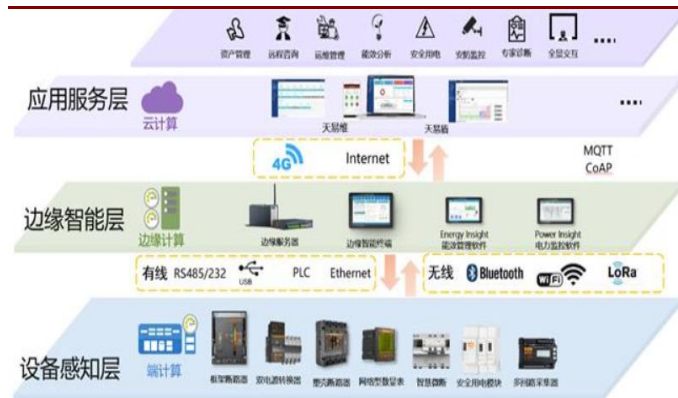 资产管理 远程咨询 运维管理 能效分析 安全用电 安防监控 专家诊断 全景交互 ....
应用服务层 云计算 天易维 天易盾 ....
4G Internet MQTT
CoAP
边缘智能层 边缘计算 边缘服务器 边缘智能终端 Energy Insight
能效管理软件 Power Insight
电力监控软件
有线 RS485/232 USB PLC Ethernet 无线 Bluetooth WiFi LoRa
设备感知层 端计算 框架断路器 双电源转换器 塑壳断路器 网络型数显表 智慧微断 安全用电模块 多回路采集器